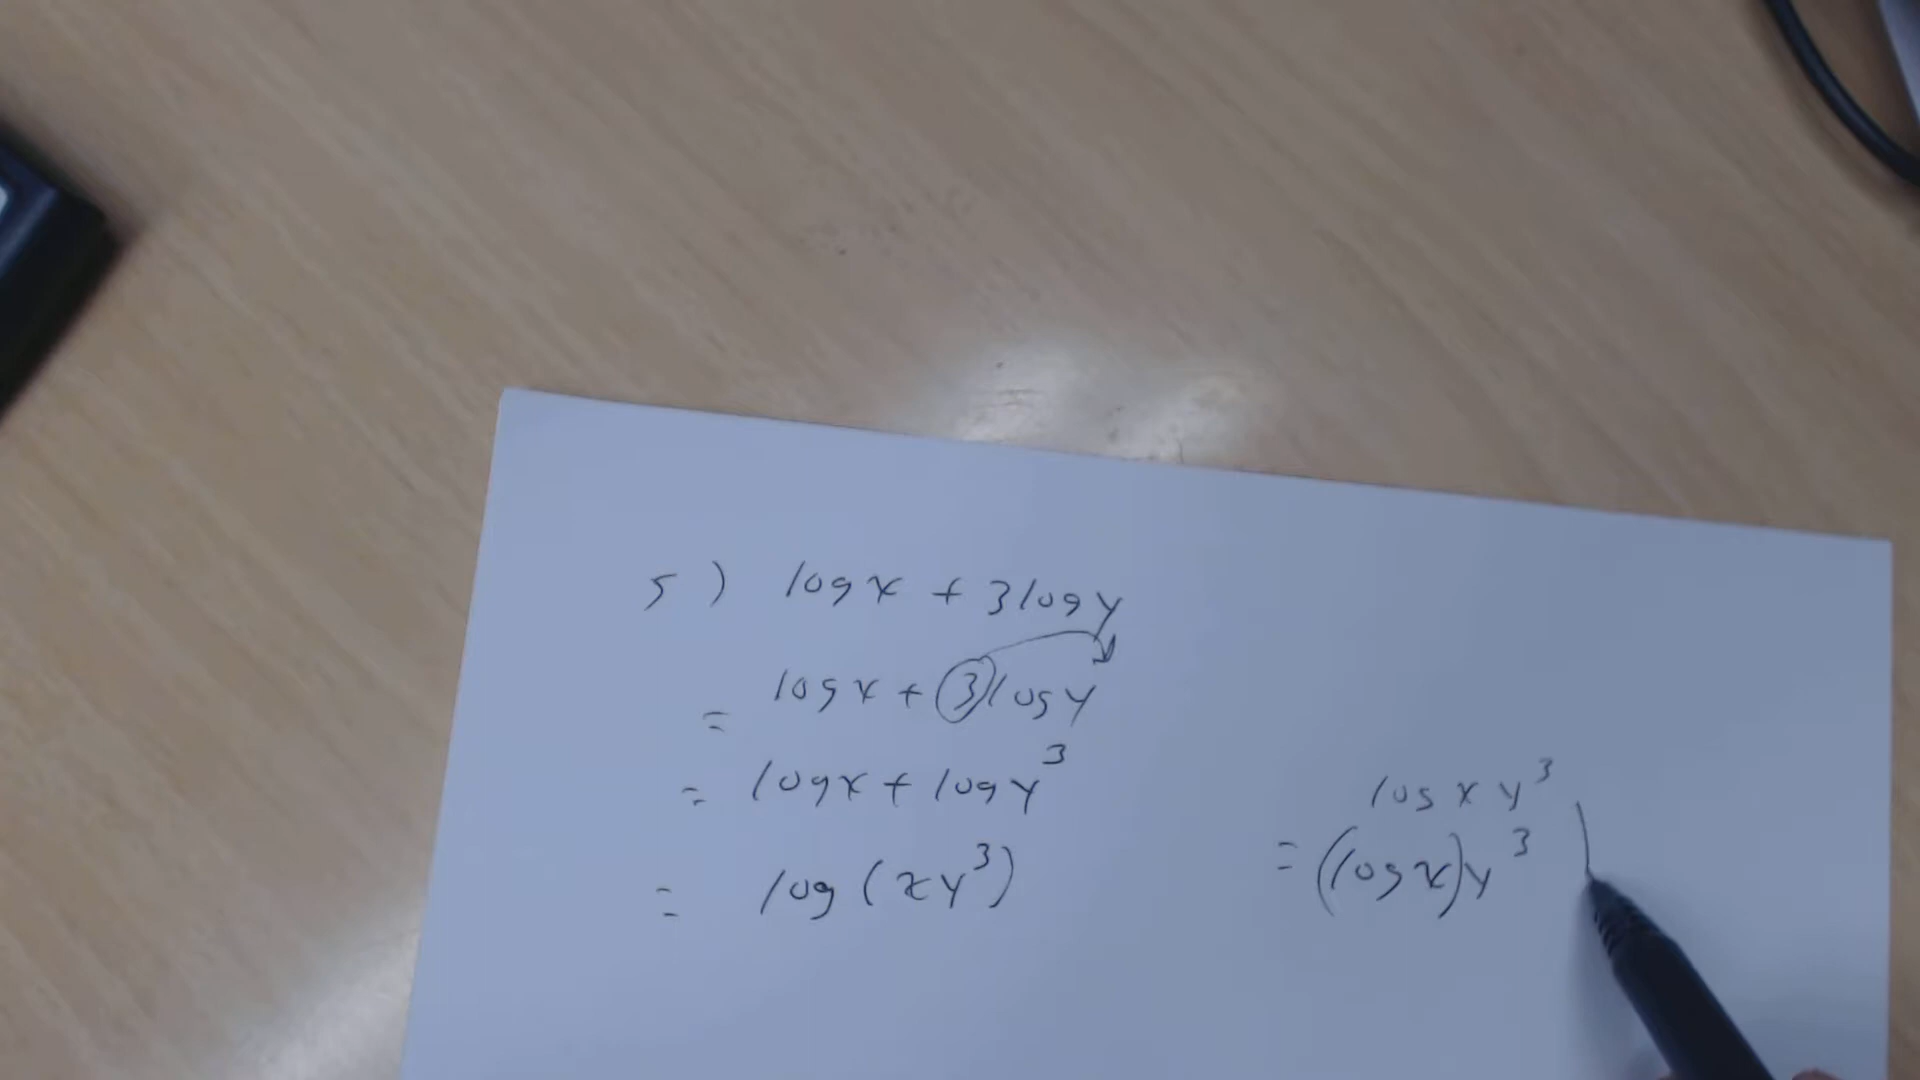 5) log x + 3 log y
= log x + 3 log y
= log x + log y³
= log (xy³)
log x y³
= (log x) y³